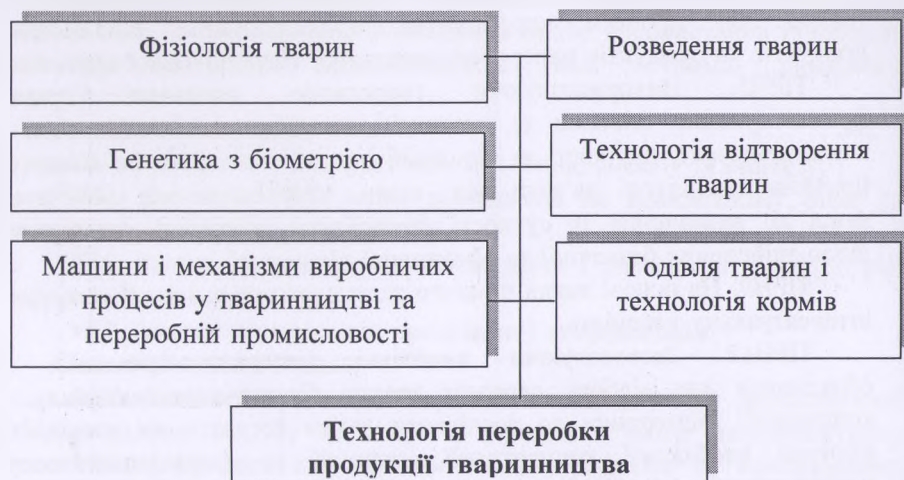 Фізіологія тварин
Розведення тварин
Генетика з біометрією
Технологія відтворення
тварин
Машини і механізми виробничих
процесів у тваринництві та
переробній промисловості
Годівля тварин і
технологія кормів
Технологія переробки
продукції тваринництва